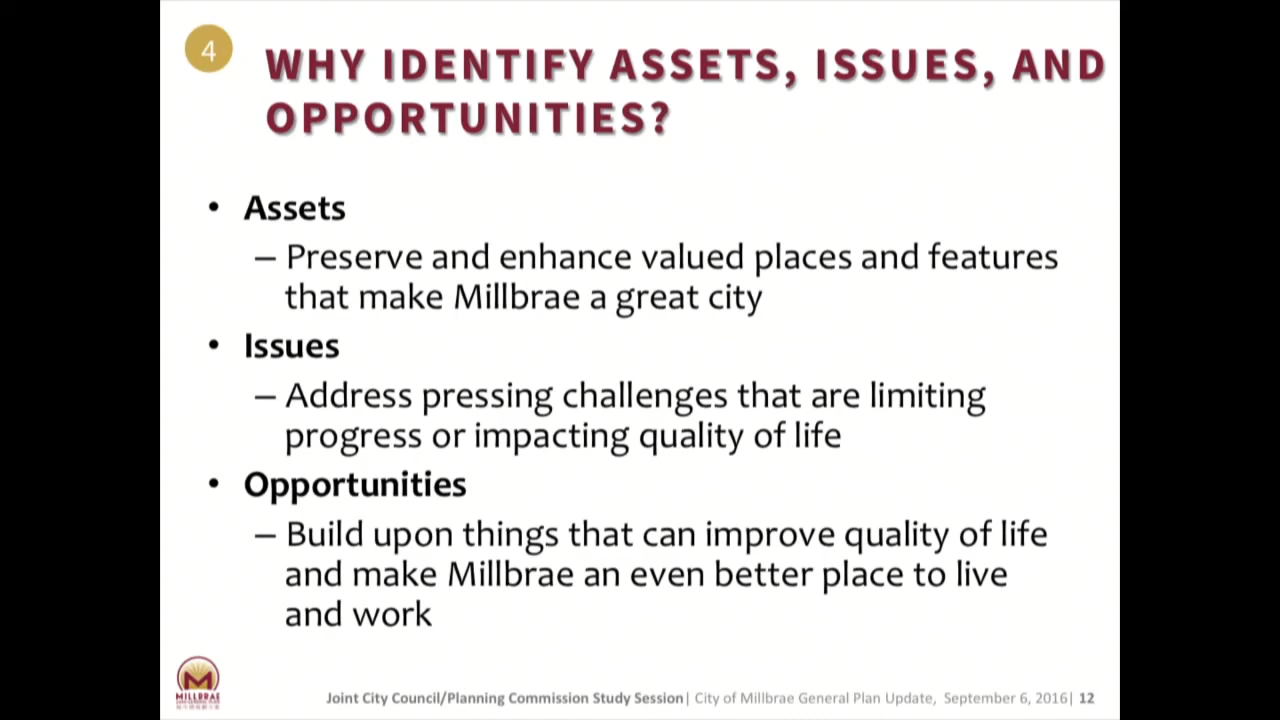 4
WHY IDENTIFY ASSETS, ISSUES, AND
OPPORTUNITIES?
• Assets
– Preserve and enhance valued places and features
that make Millbrae a great city
• Issues
– Address pressing challenges that are limiting
progress or impacting quality of life
• Opportunities
– Build upon things that can improve quality of life
and make Millbrae an even better place to live
and work
M
MILLBRAE
Joint City Council/Planning Commission Study Session| City of Millbrae General Plan Update, September 6, 2016| 12